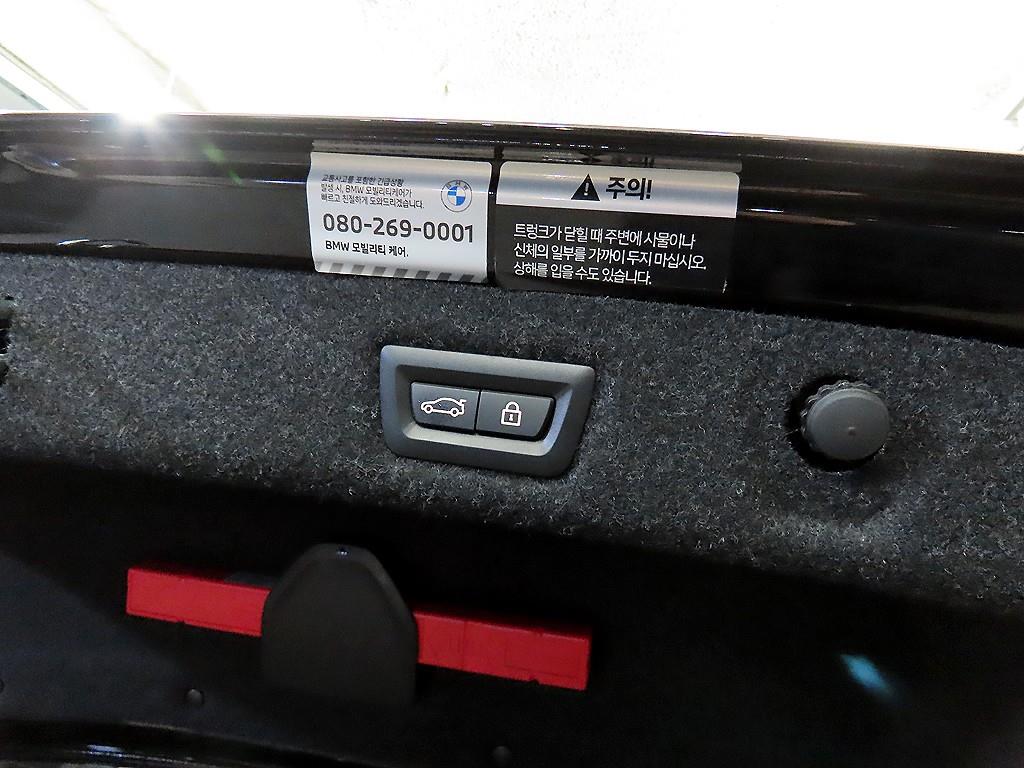 교통사고를 포함한 긴급상황
발생 시, BMW 모빌리티케어가
빠르고 친절하게 도와드리겠습니다.
080-269-0001
BMW 모빌리티 케어.
주의!
트렁크가 닫힐 때 주변에 사물이나
신체의 일부를 가까이 두지 마십시오.
상해를 입을 수도 있습니다.